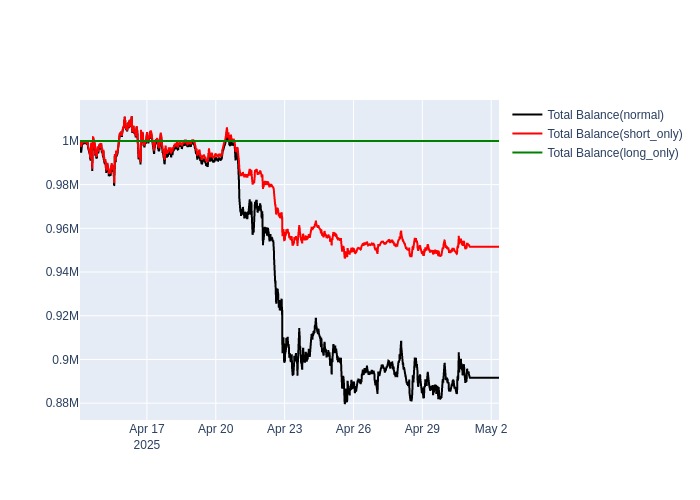 Total Balance(normal)
Total Balance(short_only)
Total Balance(long_only)
1M
0.98M
0.96M
0.94M
0.92M
0.9M
0.88M
Apr 17
2025
Apr 20
Apr 23
Apr 26
Apr 29
May 2